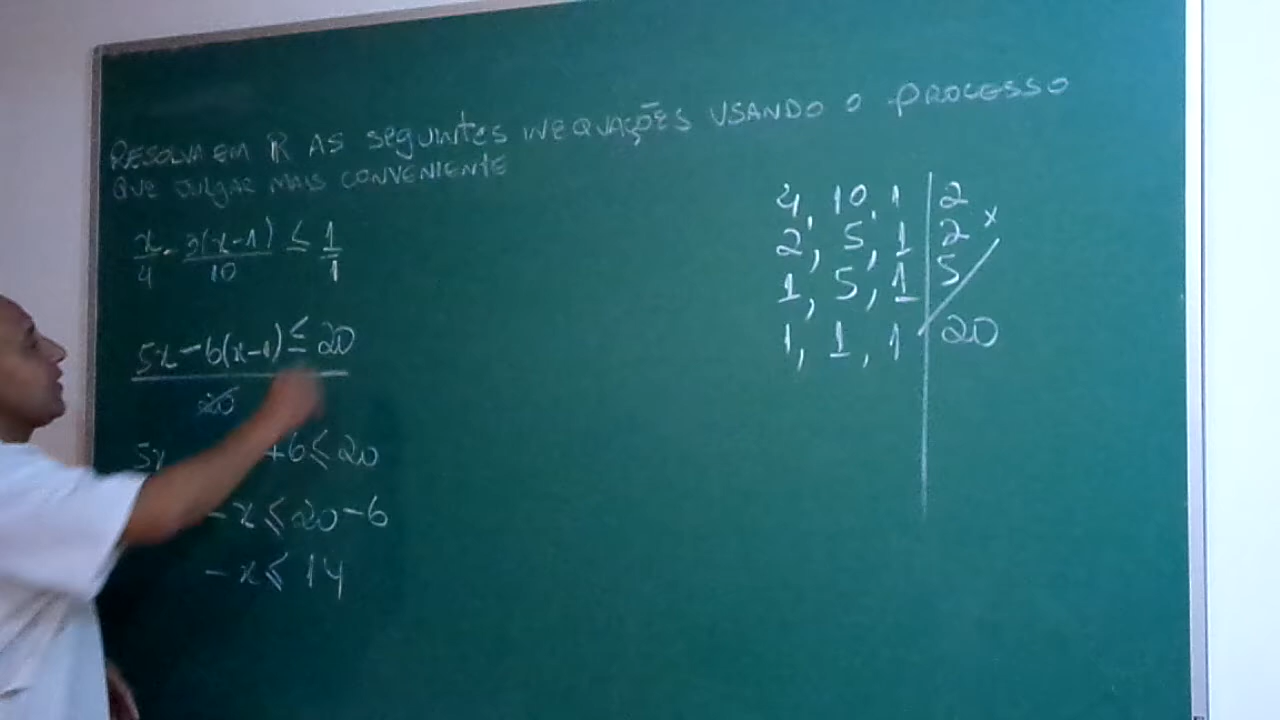 RESOLVA EM R AS SEGUINTES INEQUAÇÕES USANDO O PROCESSO
QUE JULGAR MAIS CONVENIENTE
x/4 - 3(x-1)/10 ≤ 1/1
5x - 6(x-1) ≤ 20
20
5x +6 ≤ 20
-x ≤ 20 - 6
-x ≤ 14
4, 10, 1 | 2
2, 5, 1 | 2 x
1, 5, 1 | 5
1, 1, 1 | 20